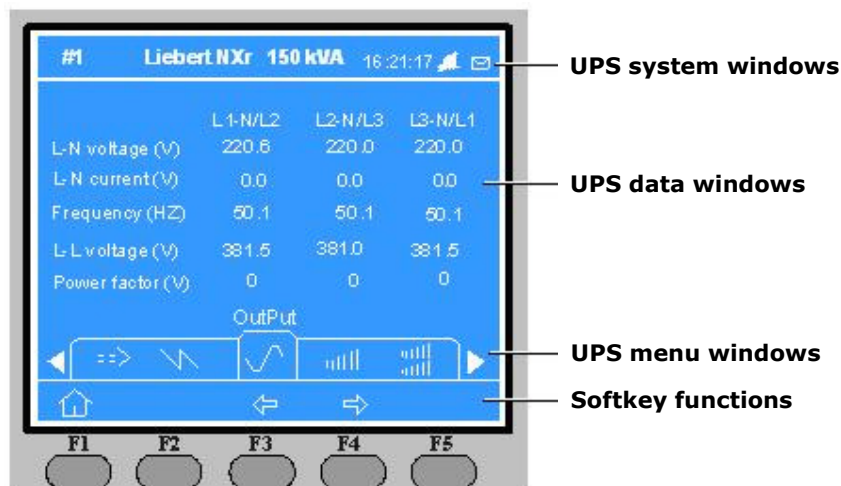 #1 Liebert NXr 150 kVA 16:21:17
UPS system windows
L1-N/L2 L2-N/L3 L3-N/L1
L-N voltage (V) 220.6 220.0 220.0
L-N current (V) 0.0 0.0 0.0
UPS data windows
Frequency (HZ) 50.1 50.1 50.1
L-L voltage (V) 381.5 381.0 381.5
Power factor (V) 0 0 0
OutPut
UPS menu windows
Softkey functions
F1 F2 F3 F4 F5